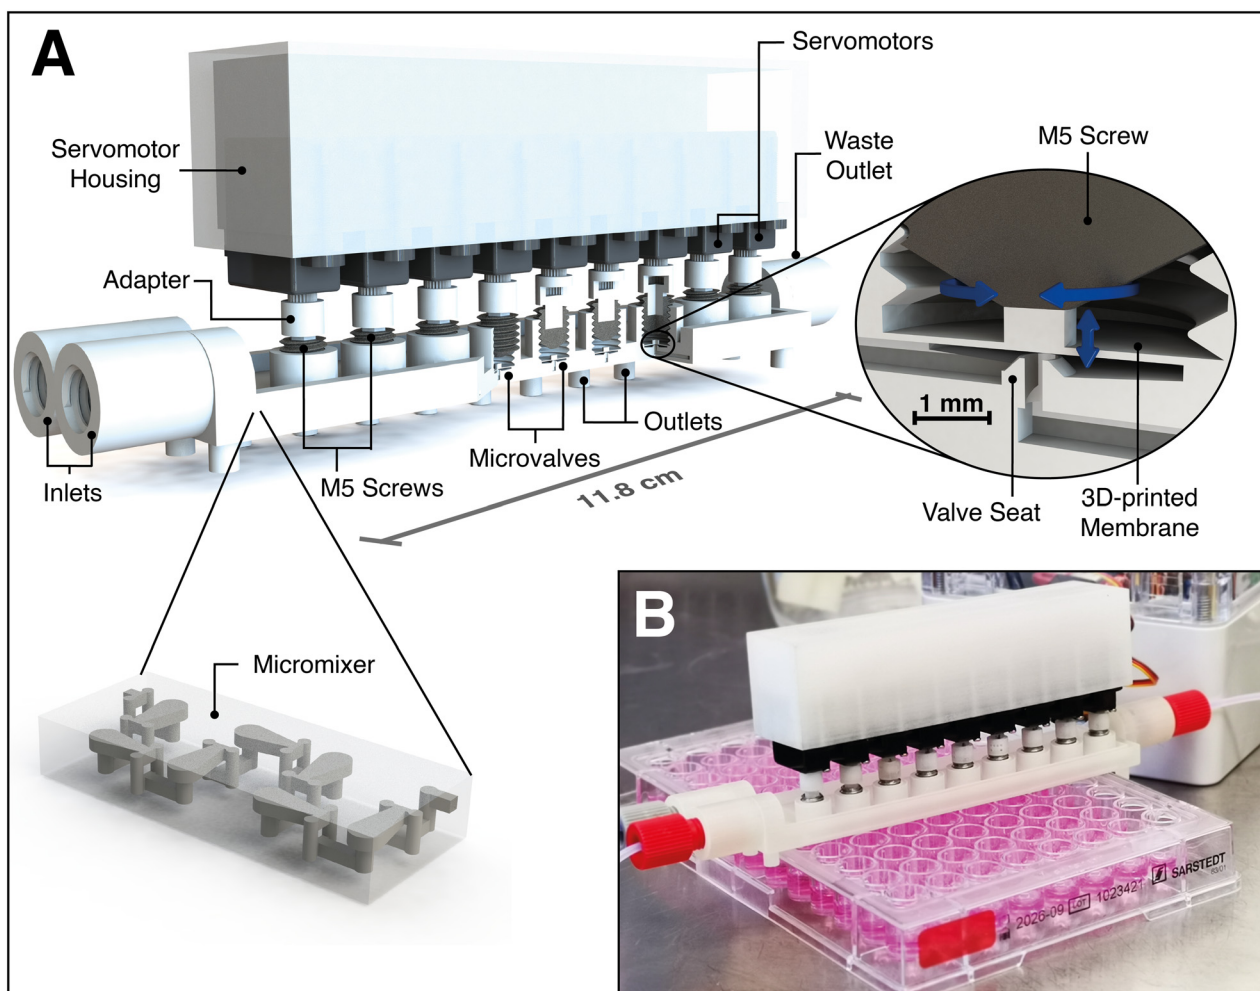 A
Servomotors
Servomotor
Housing
Waste
Outlet
M5 Screw
Adapter
1 mm
Outlets
Microvalves
M5 Screws
Inlets
11.8 cm
Valve Seat
3D-printed
Membrane
Micromixer
B
2026-09 LOT 1023421 SARSTEDT